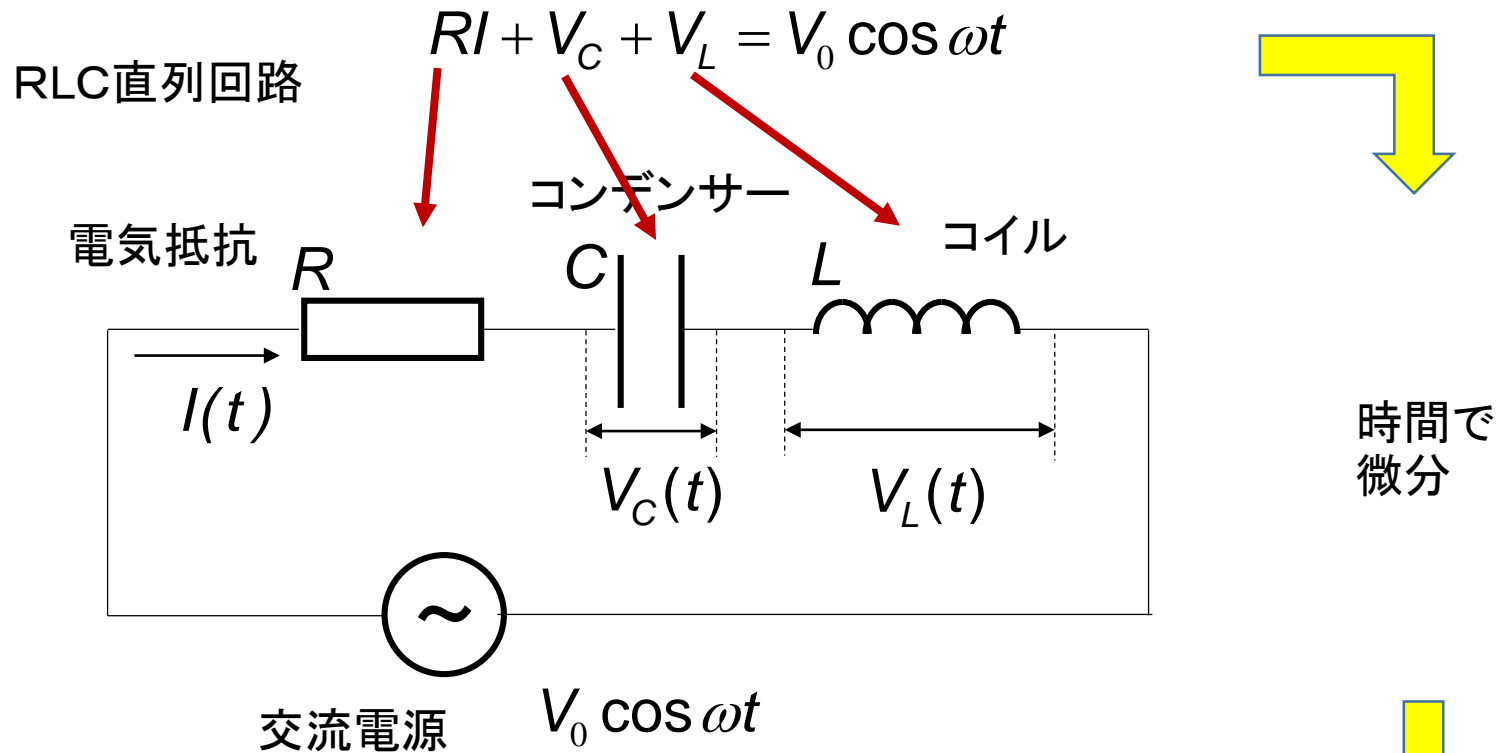 RI + V_C + V_L = V_0 cos ωt
RLC直列回路
コンデンサー
電気抵抗
コイル
R
C
L
I(t)
V_C(t)
V_L(t)
時間で
微分
~
交流電源
V_0 cos ωt